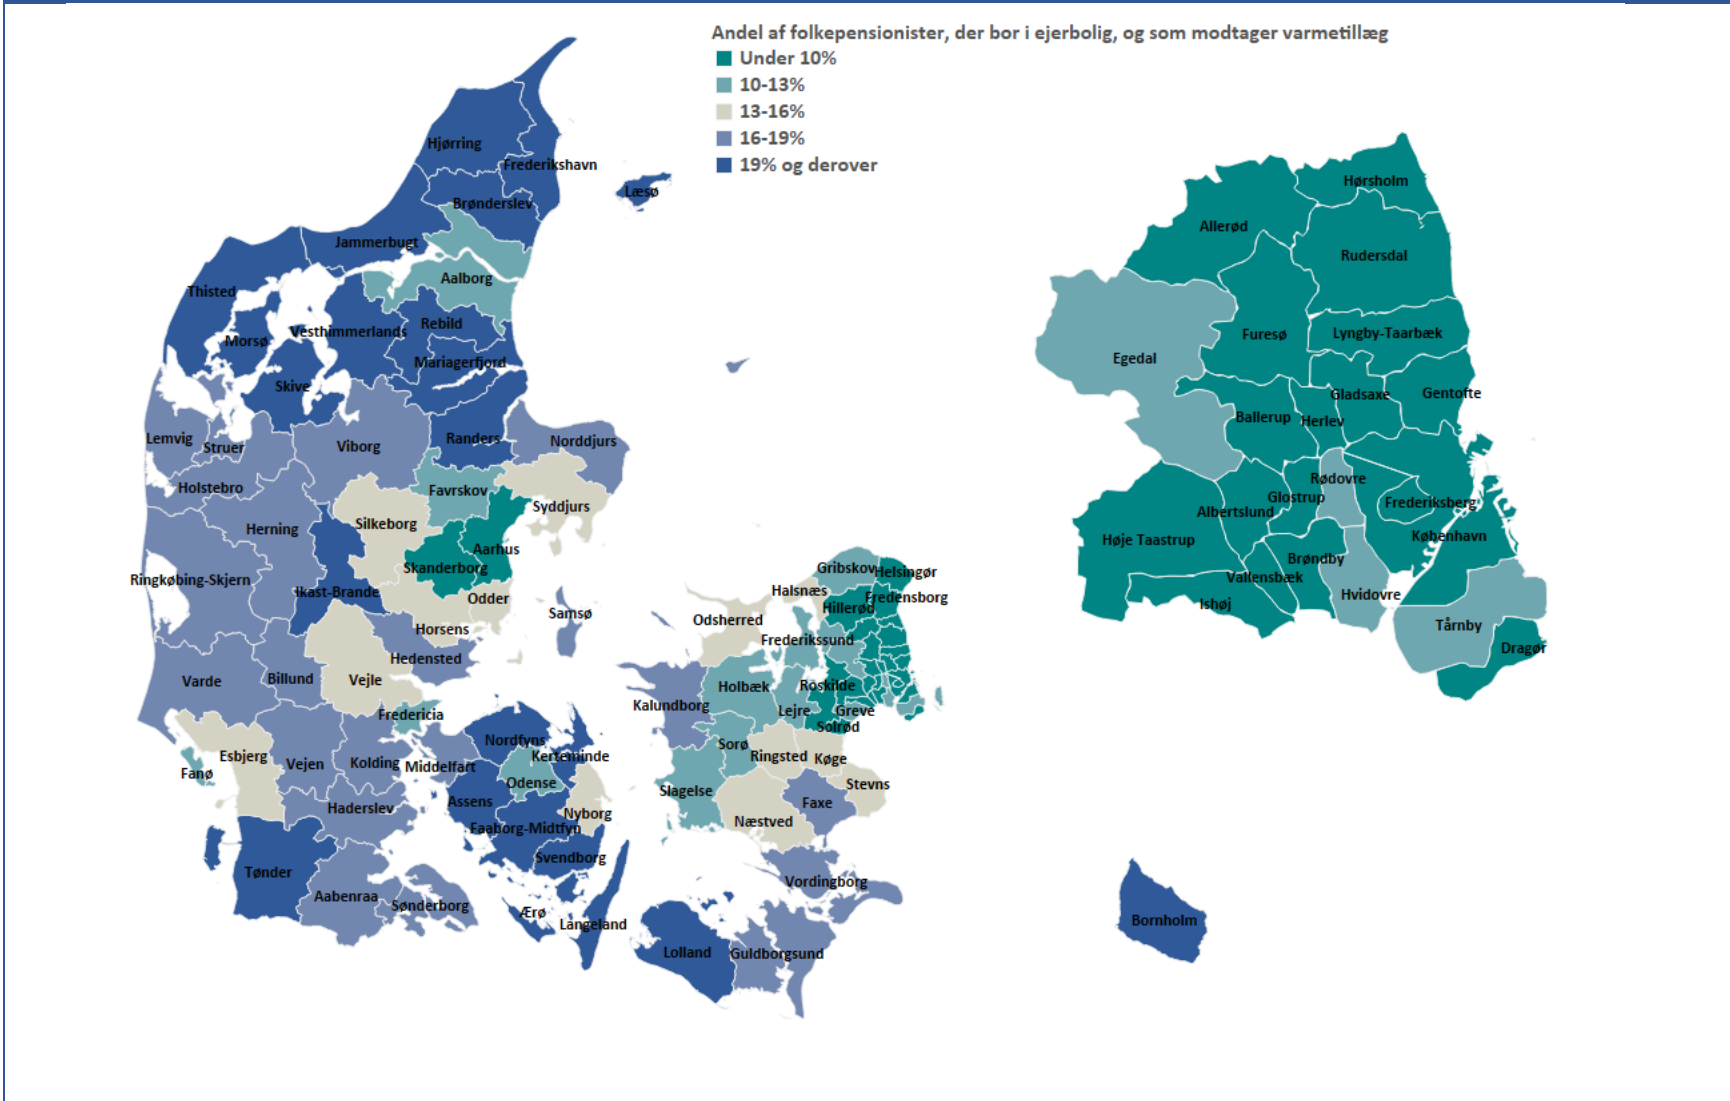 Andel af folkepensionister, der bor i ejerbolig, og som modtager varmetillæg
Under 10%
10-13%
13-16%
16-19%
19% og derover
Hjørring
Frederikshavn
Læsø
Brønderslev
Jammerbugt
Aalborg
Thisted
Vesthimmerlands
Rebild
Morsø
Mariagerfjord
Skive
Lemvig
Struer
Viborg
Randers
Norddjurs
Holstebro
Favrskov
Syddjurs
Silkeborg
Herning
Aarhus
Skanderborg
Ringkøbing-Skjern
Ikast-Brande
Odder
Samsø
Horsens
Hedensted
Varde
Billund
Vejle
Fredericia
Esbjerg
Fanø
Vejen
Kolding
Middelfart
Nordfyns
Kerteminde
Odense
Assens
Nyborg
Haderslev
Faaborg-Midtfyn
Svendborg
Tønder
Aabenraa
Sønderborg
Ærø
Langeland
Gribskov
Helsingør
Halsnæs
Hillerød
Fredensborg
Odsherred
Frederikssund
Holbæk
Roskilde
Kalundborg
Lejre
Greve
Solrød
Sorø
Ringsted
Køge
Slagelse
Stevns
Faxe
Næstved
Vordingborg
Lolland
Guldborgsund
Hørsholm
Allerød
Rudersdal
Furesø
Lyngby-Taarbæk
Egedal
Gladsaxe
Gentofte
Ballerup
Herlev
Rødovre
Glostrup
Frederiksberg
Albertslund
København
Høje Taastrup
Brøndby
Vallensbæk
Hvidovre
Ishøj
Tårnby
Dragør
Bornholm